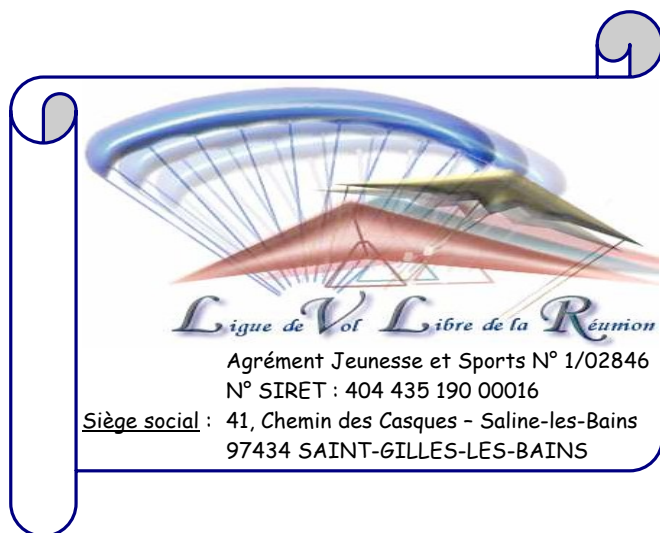 Ligue de Vol Libre de la Réunion
Agrément Jeunesse et Sports N° 1/02846
N° SIRET : 404 435 190 00016
Siège social : 41, Chemin des Casques – Saline-les-Bains
97434 SAINT-GILLES-LES-BAINS